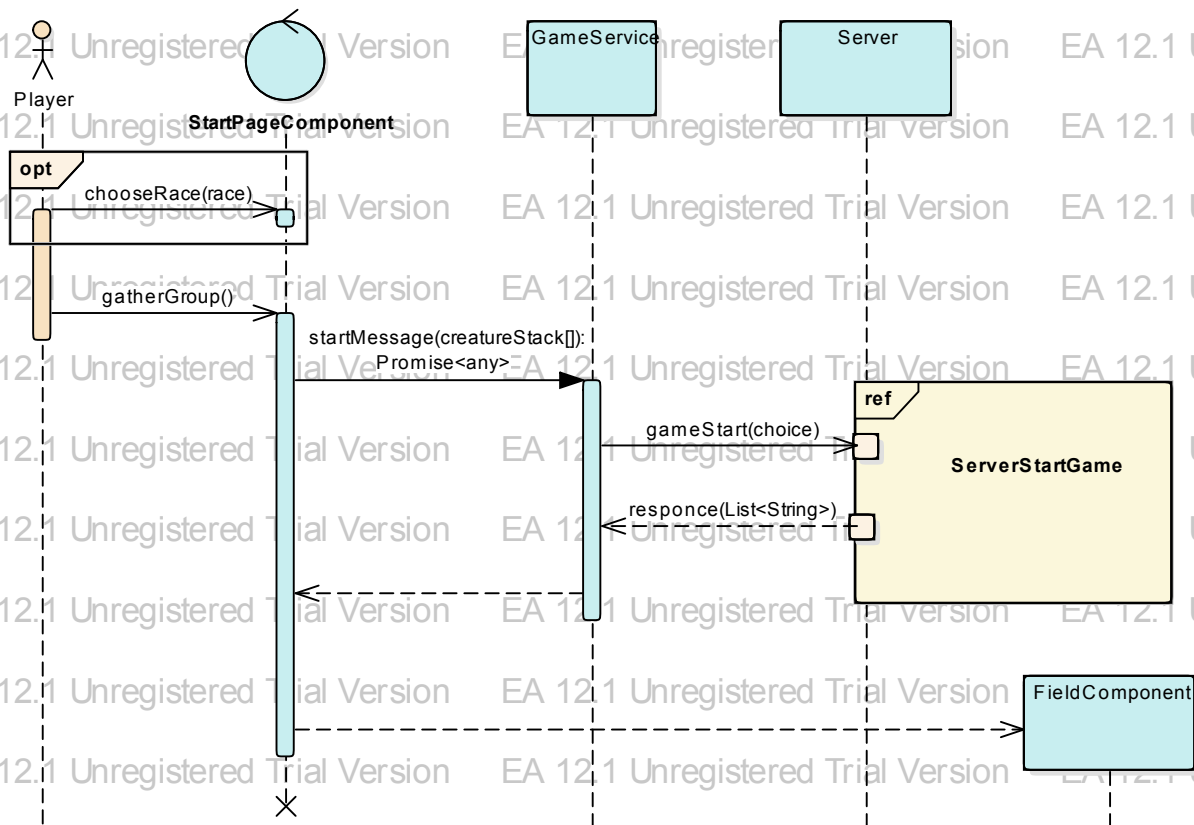 EA 12.1 Unregistered Trial Version
GameService
Server
Player
StartPageComponent
opt
chooseRace(race)
gatherGroup()
startMessage(creatureStack[]):
Promise<any>
ref
gameStart(choice)
ServerStartGame
responce(List<String>)
FieldComponent